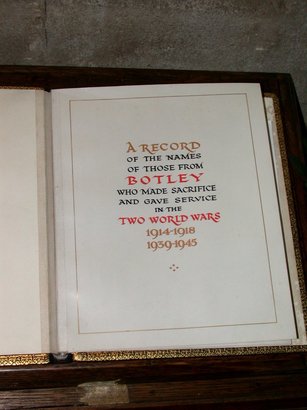 A RECORD
OF THE NAMES
OF THOSE FROM
BOTLEY
WHO MADE SACRIFICE
AND GAVE SERVICE
IN THE
TWO WORLD WARS
1914-1918
1939-1945